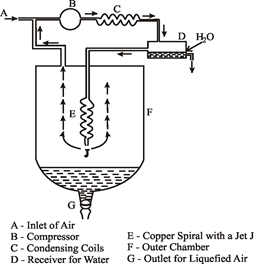 A
B
C
H₂O
D
E
F
J
G
A - Inlet of Air
B - Compressor
C - Condensing Coils
D - Receiver for Water
E - Copper Spiral with a Jet J
F - Outer Chamber
G - Outlet for Liquefied Air